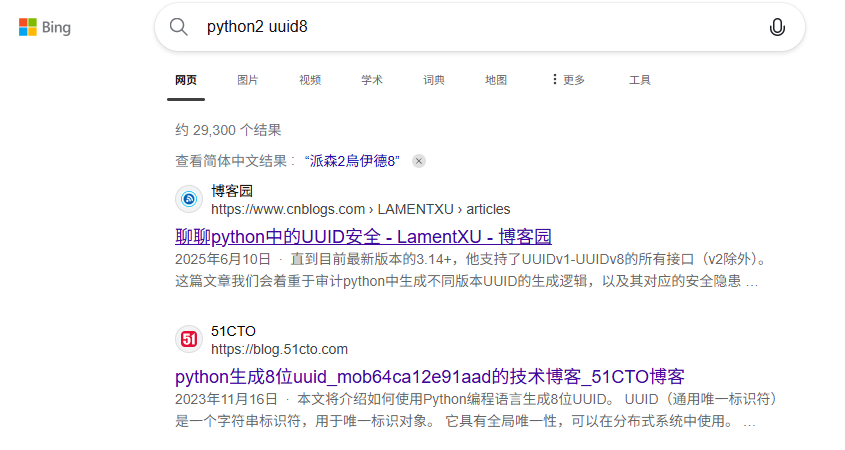 Bing
python2 uuid8
网页 图片 视频 学术 词典 地图 更多 工具
约 29,300 个结果
查看简体中文结果： “派森2烏伊德8”
博客园
https://www.cnblogs.com › LAMENTXU › articles
聊聊python中的UUID安全 - LamentXU - 博客园
2025年6月10日 · 直到目前最新版本的3.14+，他支持了UUIDv1-UUIDv8的所有接口（v2除外）。
这篇文章我们会着重于审计python中生成不同版本UUID的生成逻辑，以及其对应的安全隐患 …
51CTO
https://blog.51cto.com
python生成8位uuid_mob64ca12e91aad的技术博客_51CTO博客
2023年11月16日 · 本文将介绍如何使用Python编程语言生成8位UUID。 UUID（通用唯一标识符）
是一个字符串标识符，用于唯一标识对象。 它具有全局唯一性，可以在分布式系统中使用。 …